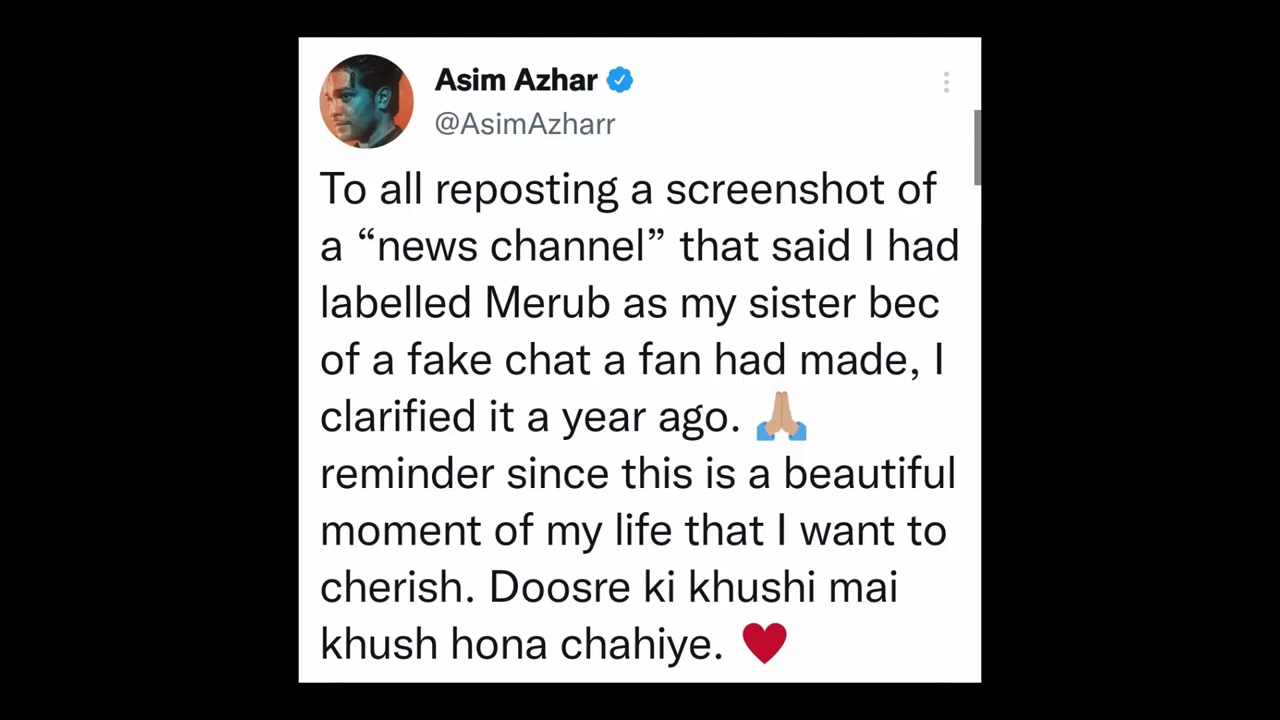 Asim Azhar
@AsimAzharr
To all reposting a screenshot of
a “news channel” that said I had
labelled Merub as my sister bec
of a fake chat a fan had made, I
clarified it a year ago. 🙏🏼
reminder since this is a beautiful
moment of my life that I want to
cherish. Doosre ki khushi mai
khush hona chahiye. ♥️